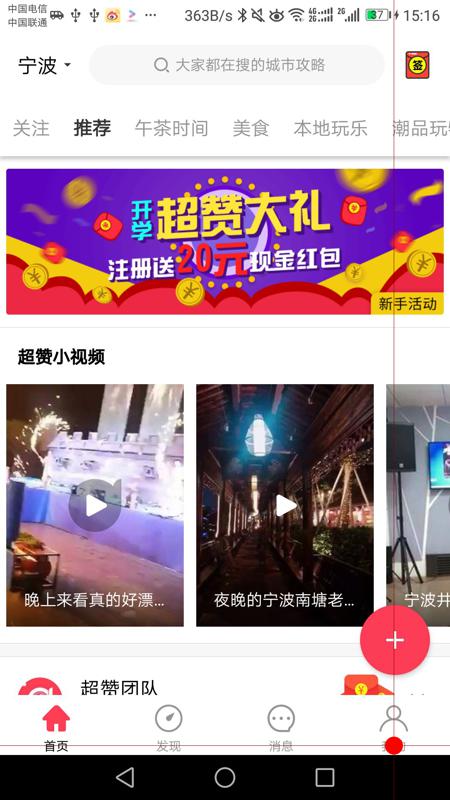 中国电信
中国联通
363B/s 4G 2G 37 15:16
宁波
大家都在搜的城市攻略
签
关注 推荐 午茶时间 美食 本地玩乐 潮品玩
开学 超赞大礼
注册送20元现金红包
新手活动
超赞小视频
晚上来看真的好漂...
夜晚的宁波南塘老...
宁波井
超赞团队
首页 发现 消息